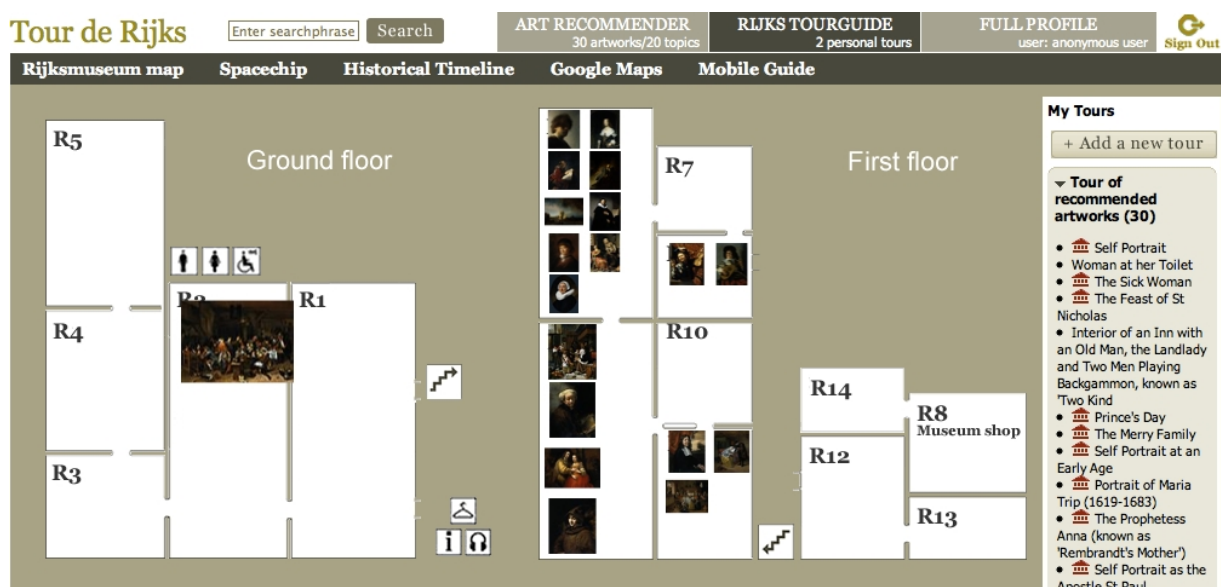 Tour de Rijks
Enter searchphrase
Search
ART RECOMMENDER
30 artworks/20 topics
RIJKS TOURGUIDE
2 personal tours
FULL PROFILE
user: anonymous user
Sign Out
Rijksmuseum map
Spacechip
Historical Timeline
Google Maps
Mobile Guide
R5
Ground floor
R4
R3
R1
i
R7
First floor
R10
R14
R8
Museum shop
R12
R13
My Tours
+ Add a new tour
Tour of
recommended
artworks (30)
• Self Portrait
• Woman at her Toilet
• The Sick Woman
• The Feast of St
Nicholas
• Interior of an Inn with
an Old Man, the Landlady
and Two Men Playing
Backgammon, known as
'Two Kind
• Prince's Day
• The Merry Family
• Self Portrait at an
Early Age
• Portrait of Maria
Trip (1619-1683)
• The Prophetess
Anna (known as
'Rembrandt's Mother')
• Self Portrait as the
Apostle St Paul